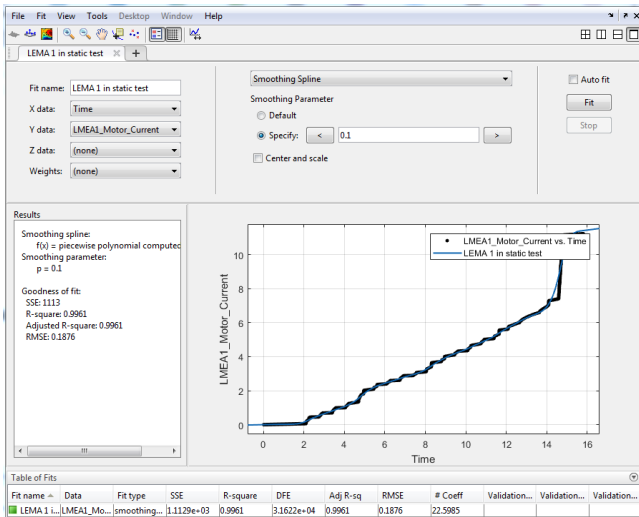 File Fit View Tools Desktop Window Help
LEMA 1 in static test
Fit name: LEMA 1 in static test
X data: Time
Y data: LMEA1_Motor_Current
Z data: (none)
Weights: (none)
Smoothing Spline
Smoothing Parameter
Default
Specify: < 0.1 >
Center and scale
Auto fit
Fit
Stop
Results
Smoothing spline:
f(x) = piecewise polynomial computed
Smoothing parameter:
p = 0.1
Goodness of fit:
SSE: 1113
R-square: 0.9961
Adjusted R-square: 0.9961
RMSE: 0.1876
LMEA1_Motor_Current vs. Time
LEMA 1 in static test
LMEA1_Motor_Current
10
8
6
4
2
0
0 2 4 6 8 10 12 14 16
Time
Table of Fits
Fit name Data Fit type SSE R-square DFE Adj R-sq RMSE # Coeff Validation... Validation... Validation...
LEMA 1 i... LMEA1_Mo... smoothing... 1.1129e+03 0.9961 3.1622e+04 0.9961 0.1876 22.5985